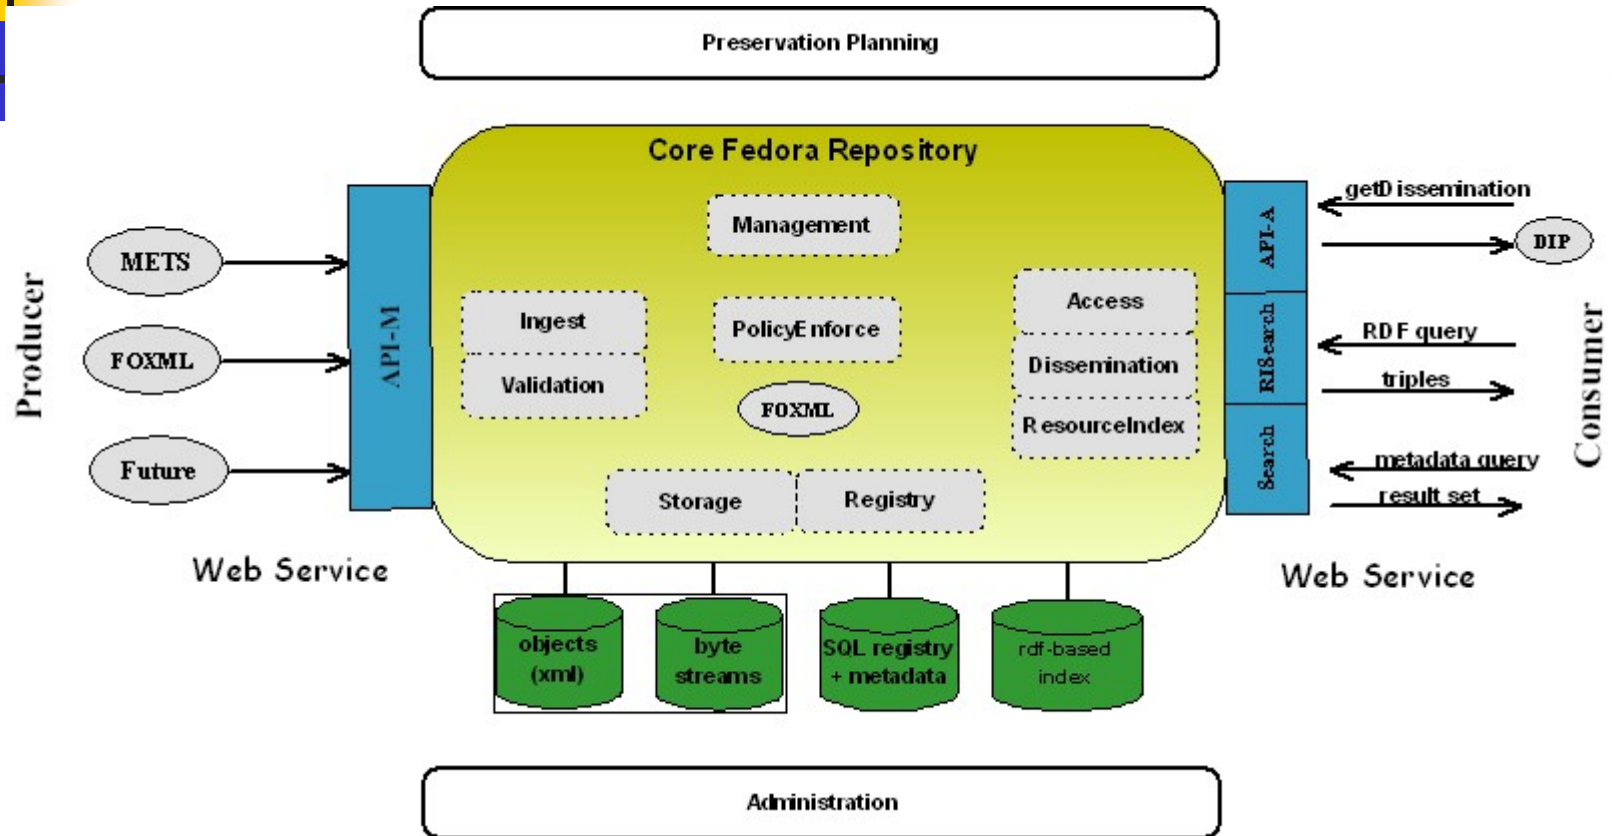 Preservation Planning
Core Fedora Repository
Management
Ingest
Validation
PolicyEnforce
FOXML
Access
Dissemination
ResourceIndex
Storage
Registry
Producer
METS
FOXML
Future
API-M
Web Service
API-A
RISearch
Search
getDissemination
DIP
RDF query
triples
metadata query
result set
Consumer
Web Service
objects
(xml)
byte
streams
SQL registry
+ metadata
rdf-based
index
Administration